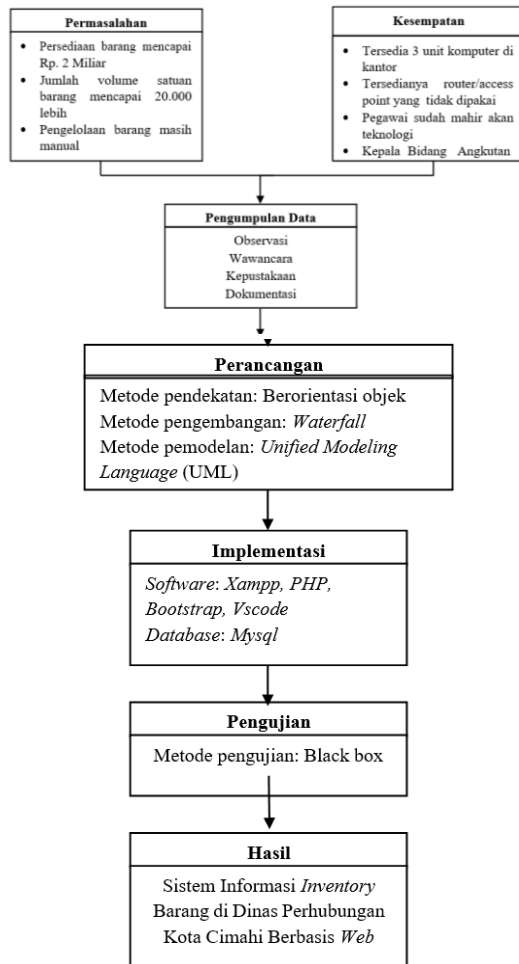 Permasalahan
• Persediaan barang mencapai
Rp. 2 Miliar
• Jumlah volume satuan
barang mencapai 20.000
lebih
• Pengelolaan barang masih
manual
Kesempatan
• Tersedia 3 unit komputer di
kantor
• Tersedianya router/access
point yang tidak dipakai
• Pegawai sudah mahir akan
teknologi
• Kepala Bidang Angkutan
Pengumpulan Data
Observasi
Wawancara
Kepustakaan
Dokumentasi
Perancangan
Metode pendekatan: Berorientasi objek
Metode pengembangan: Waterfall
Metode pemodelan: Unified Modeling
Language (UML)
Implementasi
Software: Xampp, PHP,
Bootstrap, Vscode
Database: Mysql
Pengujian
Metode pengujian: Black box
Hasil
Sistem Informasi Inventory
Barang di Dinas Perhubungan
Kota Cimahi Berbasis Web